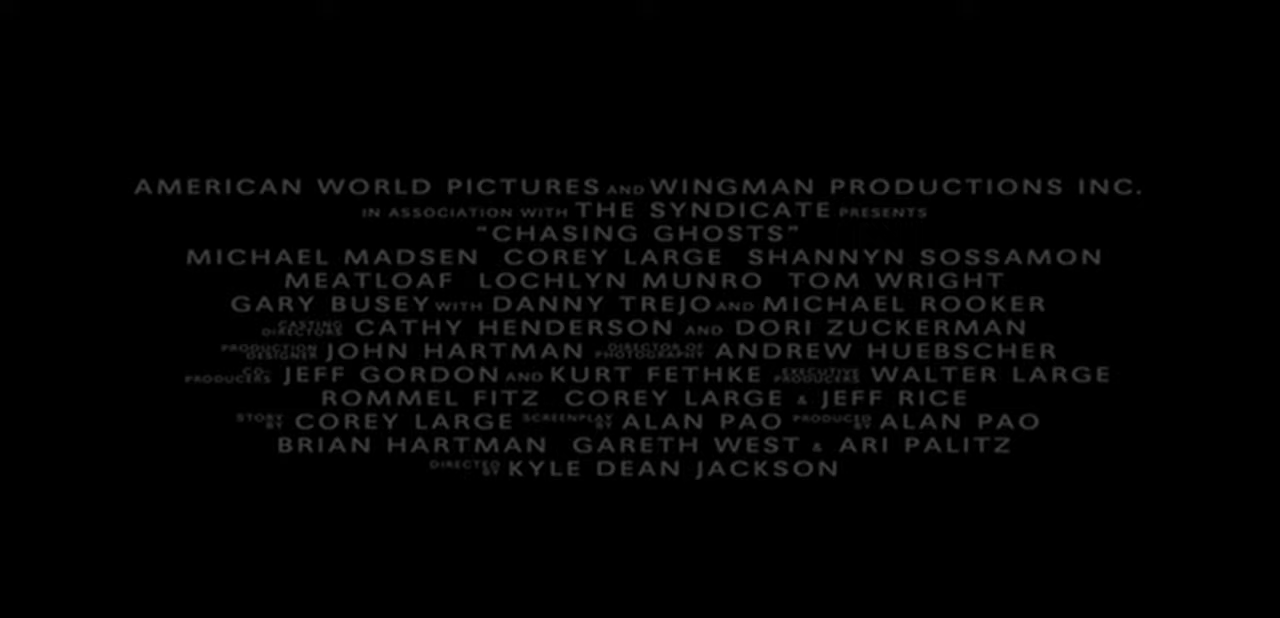 AMERICAN WORLD PICTURES AND WINGMAN PRODUCTIONS INC.
IN ASSOCIATION WITH THE SYNDICATE PRESENTS
"CHASING GHOSTS"
MICHAEL MADSEN COREY LARGE SHANNYN SOSSAMON
MEATLOAF LOCHLYN MUNRO TOM WRIGHT
GARY BUSEY WITH DANNY TREJO AND MICHAEL ROOKER
CASTING DIRECTORS CATHY HENDERSON AND DORI ZUCKERMAN
PRODUCTION DESIGNER JOHN HARTMAN DIRECTOR OF PHOTOGRAPHY ANDREW HUEBSCHER
CO-PRODUCERS JEFF GORDON AND KURT FETHKE EXECUTIVE PRODUCERS WALTER LARGE
ROMMEL FITZ COREY LARGE & JEFF RICE
STORY BY COREY LARGE SCREENPLAY BY ALAN PAO PRODUCED BY ALAN PAO
BRIAN HARTMAN GARETH WEST & ARI PALITZ
DIRECTED BY KYLE DEAN JACKSON